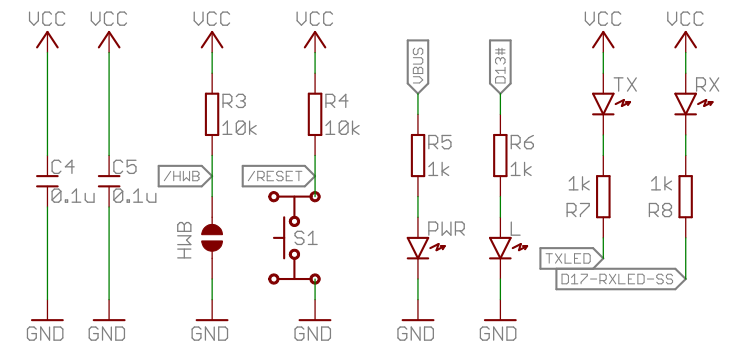 VCC VCC VCC VCC VCC VCC
VBUS D13#
TX RX
R3 R4
10k 10k
R5 R6
1k 1k
C4 C5
0.1u 0.1u
/HWB /RESET
1k 1k
R7 R8
HWB S1
PWR L
TXLED
D17-RXLED-SS
GND GND GND GND GND GND